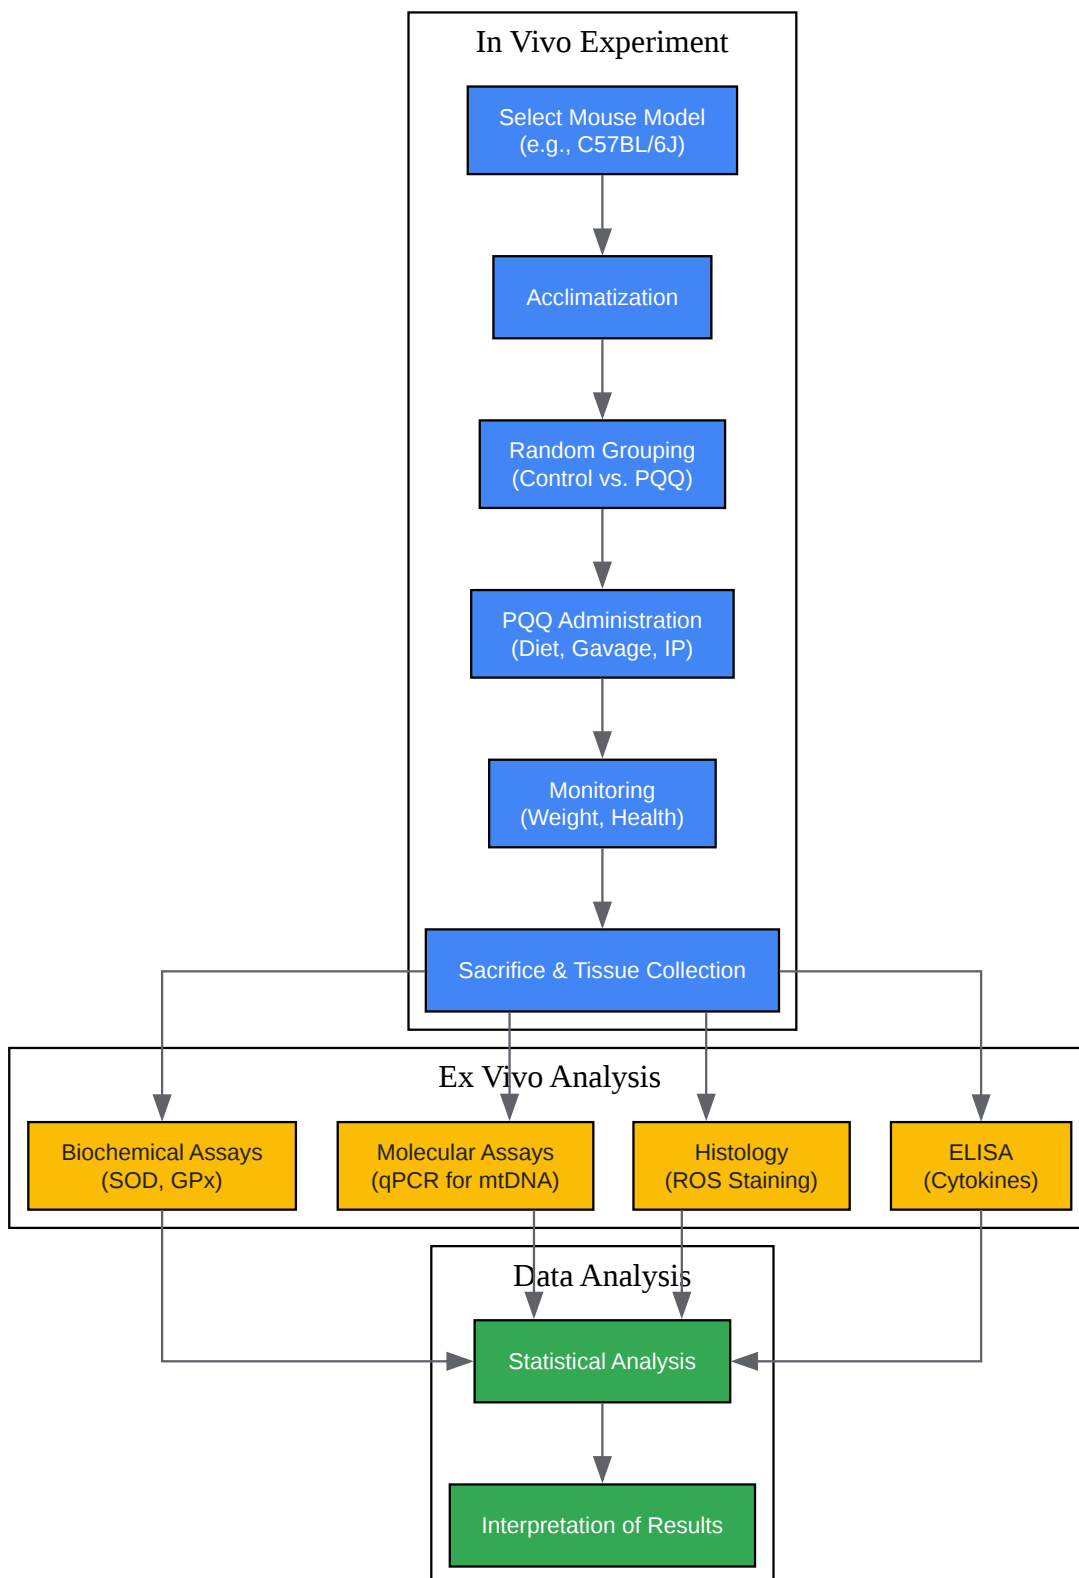 In Vivo Experiment
Select Mouse Model
(e.g., C57BL/6J)
Acclimatization
Random Grouping
(Control vs. PQQ)
PQQ Administration
(Diet, Gavage, IP)
Monitoring
(Weight, Health)
Sacrifice & Tissue Collection
Ex Vivo Analysis
Biochemical Assays
(SOD, GPx)
Molecular Assays
(qPCR for mtDNA)
Histology
(ROS Staining)
ELISA
(Cytokines)
Data Analysis
Statistical Analysis
Interpretation of Results